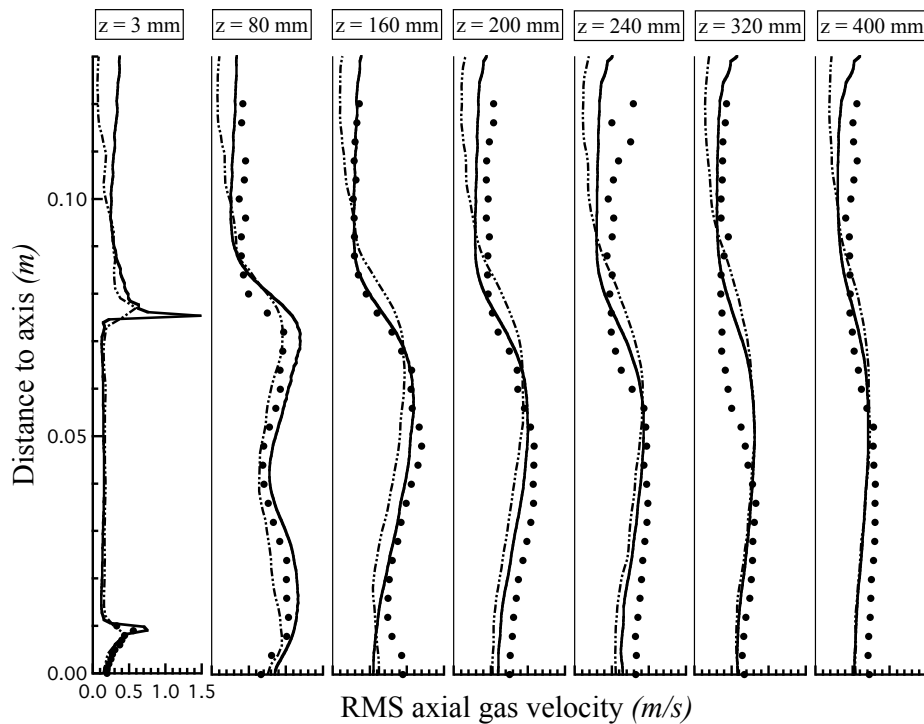 z = 3 mm
z = 80 mm
z = 160 mm
z = 200 mm
z = 240 mm
z = 320 mm
z = 400 mm
Distance to axis (m)
0.10
0.05
0.00
0.0 0.5 1.0 1.5
RMS axial gas velocity (m/s)